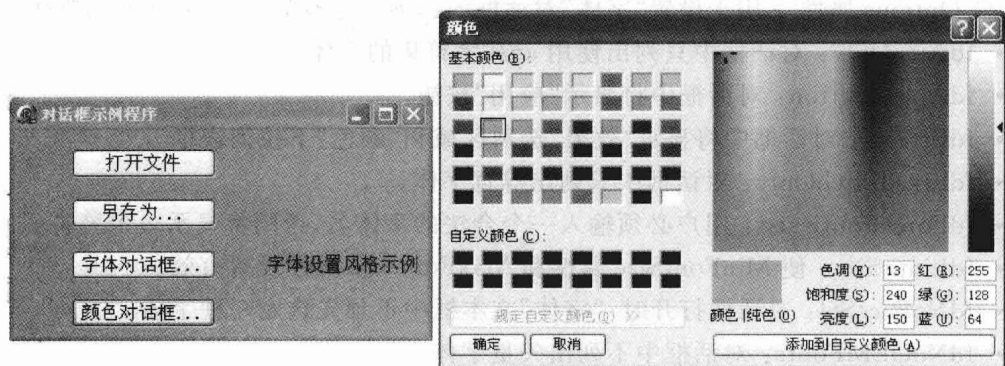 对话框示例程序
打开文件
另存为...
字体对话框...
字体设置风格示例
颜色对话框...
颜色
基本颜色(B)
自定义颜色(C):
规定自定义颜色(D)
确定
取消
颜色|纯色(O)
色调(E): 13 红(R): 255
饱和度(S): 240 绿(G): 128
亮度(L): 150 蓝(U): 64
添加到自定义颜色(A)